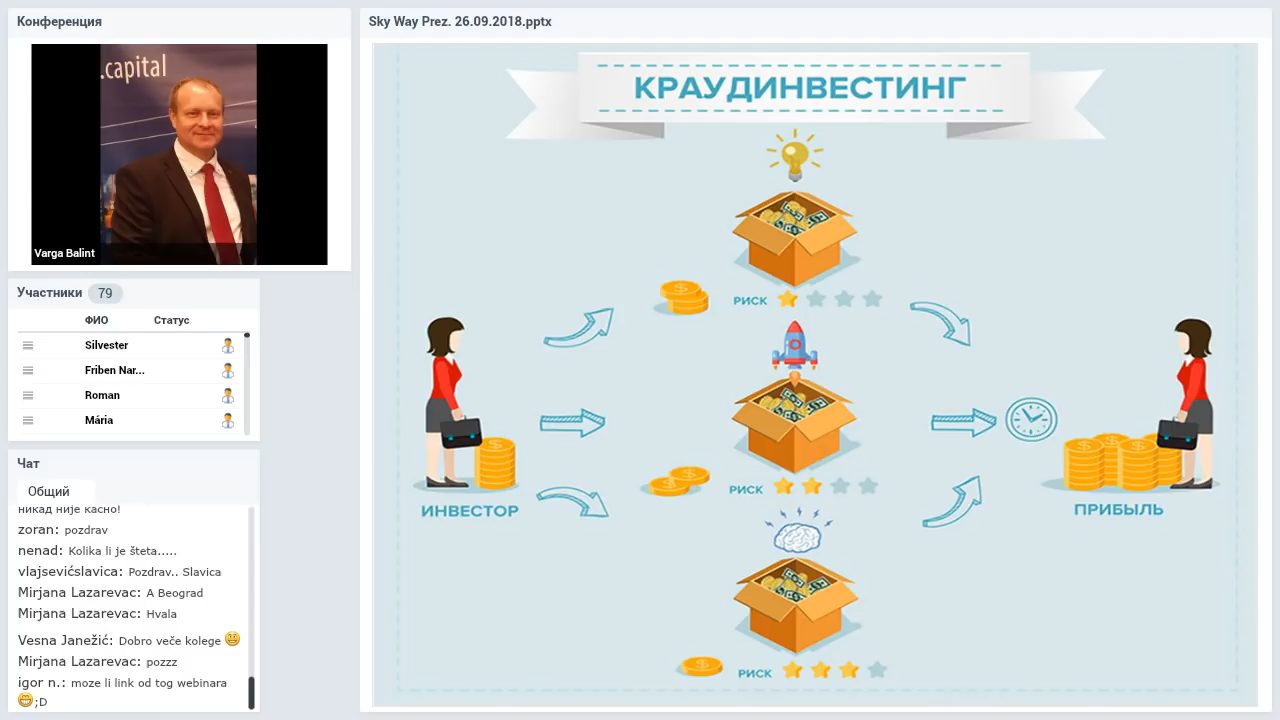 Конференция
.capital
Varga Balint
Участники 79
ФИО Статус
Silvester
Friben Nar...
Roman
Mária
Чат
Общий
никад није касно!
zoran: pozdrav
nenad: Kolika li je šteta.....
vlajsevićslavica: Pozdrav.. Slavica
Mirjana Lazarevac: A Beograd
Mirjana Lazarevac: Hvala
Vesna Janežić: Dobro veče kolege
Mirjana Lazarevac: pozzz
igor n.: moze li link od tog webinara
;D
Sky Way Prez. 26.09.2018.pptx
КРАУДИНВЕСТИНГ
РИСК
РИСК
ИНВЕСТОР
ПРИБЫЛЬ
РИСК